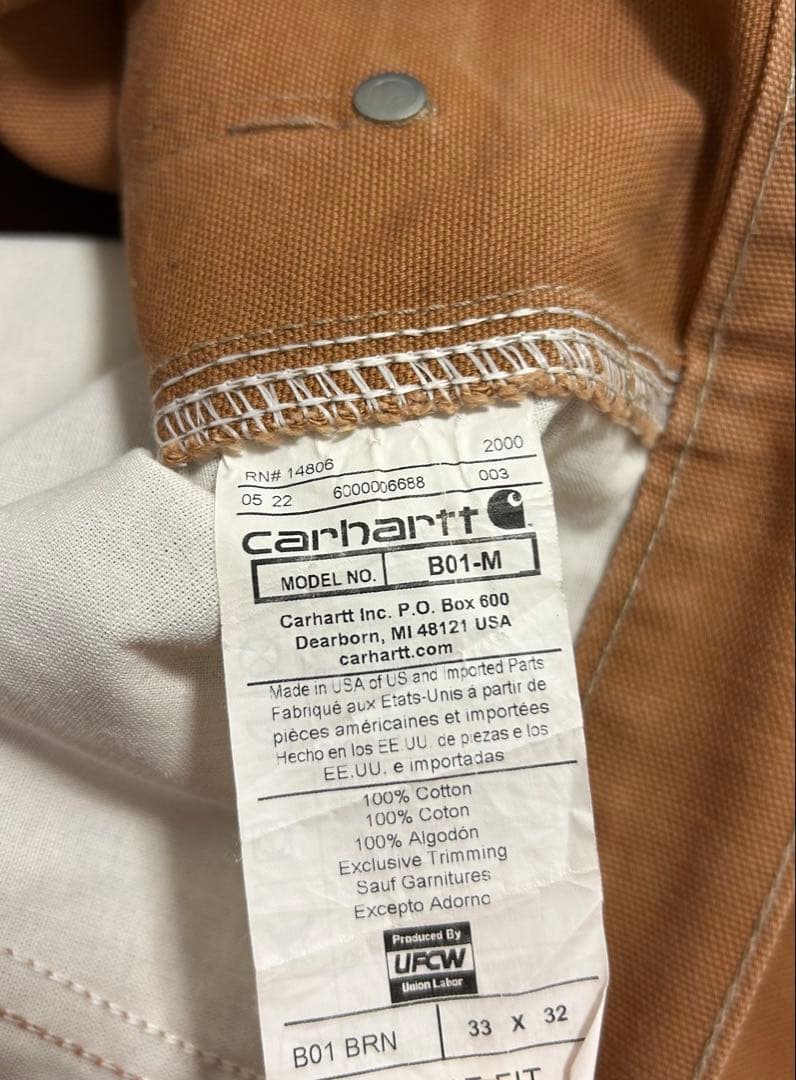 RN# 14806 2000
05 22 6000006688 003
carhartt
MODEL NO. B01-M
Carhartt Inc. P.O. Box 600
Dearborn, MI 48121 USA
carhartt.com
Made in USA of US and Imported Parts
Fabriqué aux Etats-Unis à partir de
pièces américaines et importées
Hecho en los EE.UU. de piezas e los
EE.UU. e importadas
100% Cotton
100% Coton
100% Algodón
Exclusive Trimming
Sauf Garnitures
Excepto Adorno
Produced By
UFCW
Union Labor
B01 BRN 33 X 32